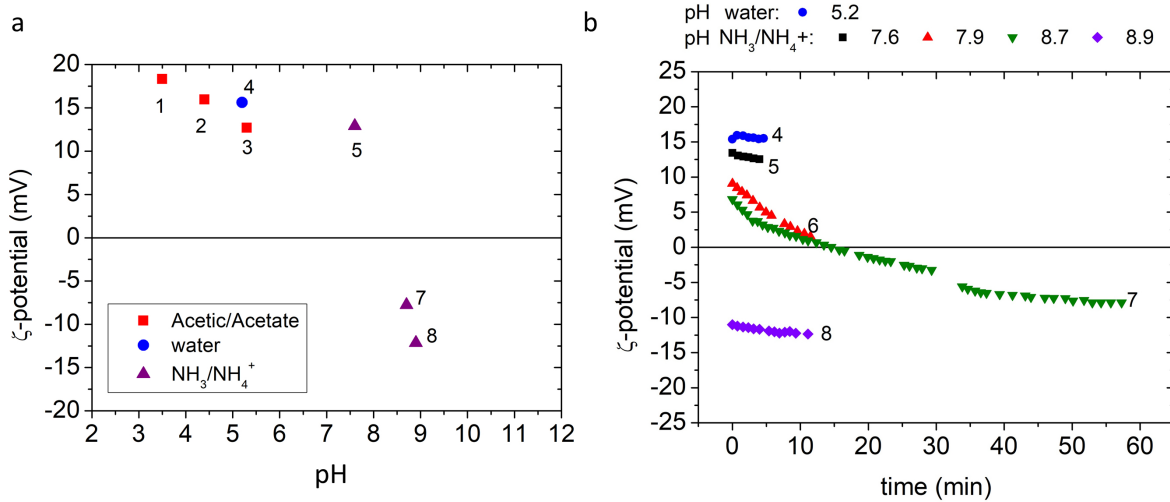 a
20
15
10
5
0
-5
-10
-15
-20
2 3 4 5 6 7 8 9 10 11 12
ζ-potential (mV)
pH
1
2
3
4
5
7
8
Acetic/Acetate
water
NH₃/NH₄⁺
b
pH water: 5.2
pH NH₃/NH₄+: 7.6 7.9 8.7 8.9
25
20
15
10
5
0
-5
-10
-15
-20
-25
0 10 20 30 40 50 60
ζ-potential (mV)
time (min)
4
5
6
7
8